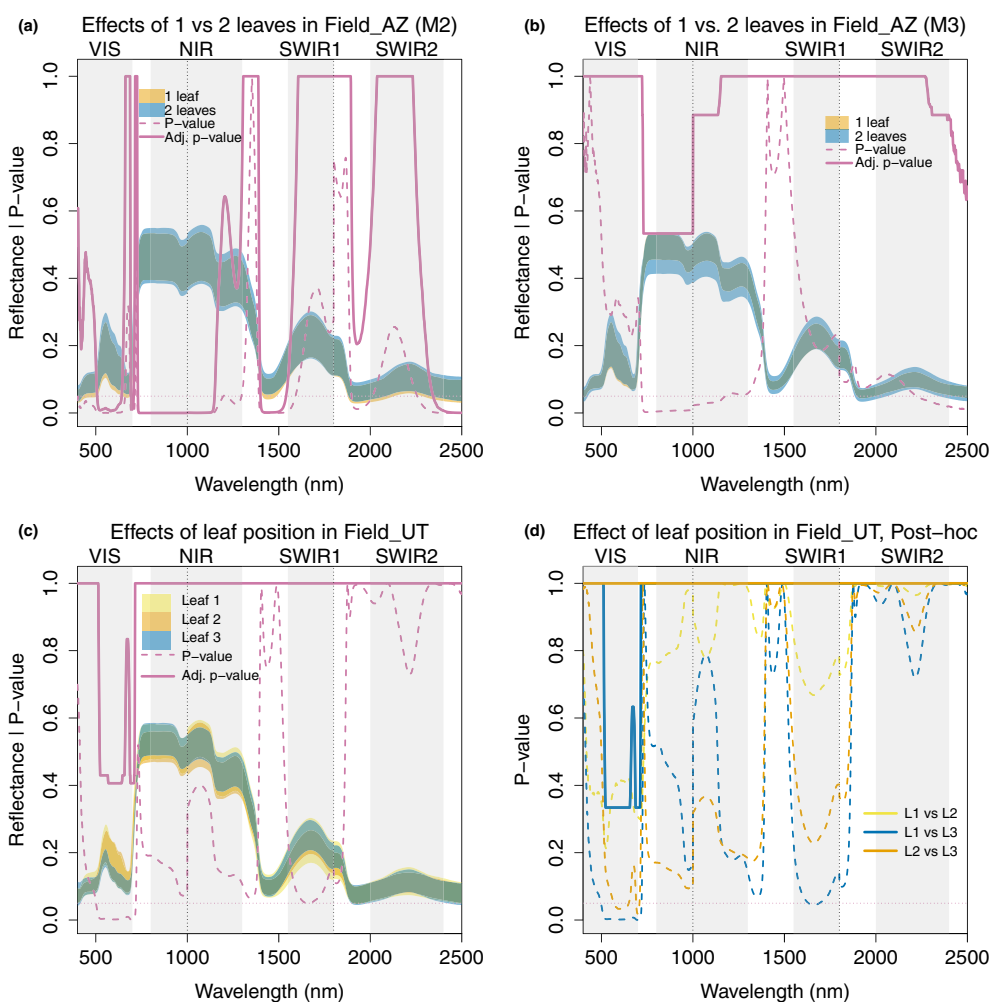 (a) Effects of 1 vs 2 leaves in Field_AZ (M2)
VIS NIR SWIR1 SWIR2
1 leaf
2 leaves
P-value
Adj. p-value
Reflectance | P-value
0.0 0.2 0.4 0.6 0.8 1.0
500 1000 1500 2000 2500
Wavelength (nm)
(b) Effects of 1 vs. 2 leaves in Field_AZ (M3)
VIS NIR SWIR1 SWIR2
1 leaf
2 leaves
P-value
Adj. p-value
Reflectance | P-value
0.0 0.2 0.4 0.6 0.8 1.0
500 1000 1500 2000 2500
Wavelength (nm)
(c) Effects of leaf position in Field_UT
VIS NIR SWIR1 SWIR2
Leaf 1
Leaf 2
Leaf 3
P-value
Adj. p-value
Reflectance | P-value
0.0 0.2 0.4 0.6 0.8 1.0
500 1000 1500 2000 2500
Wavelength (nm)
(d) Effect of leaf position in Field_UT, Post-hoc
VIS NIR SWIR1 SWIR2
L1 vs L2
L1 vs L3
L2 vs L3
P-value
0.0 0.2 0.4 0.6 0.8 1.0
500 1000 1500 2000 2500
Wavelength (nm)